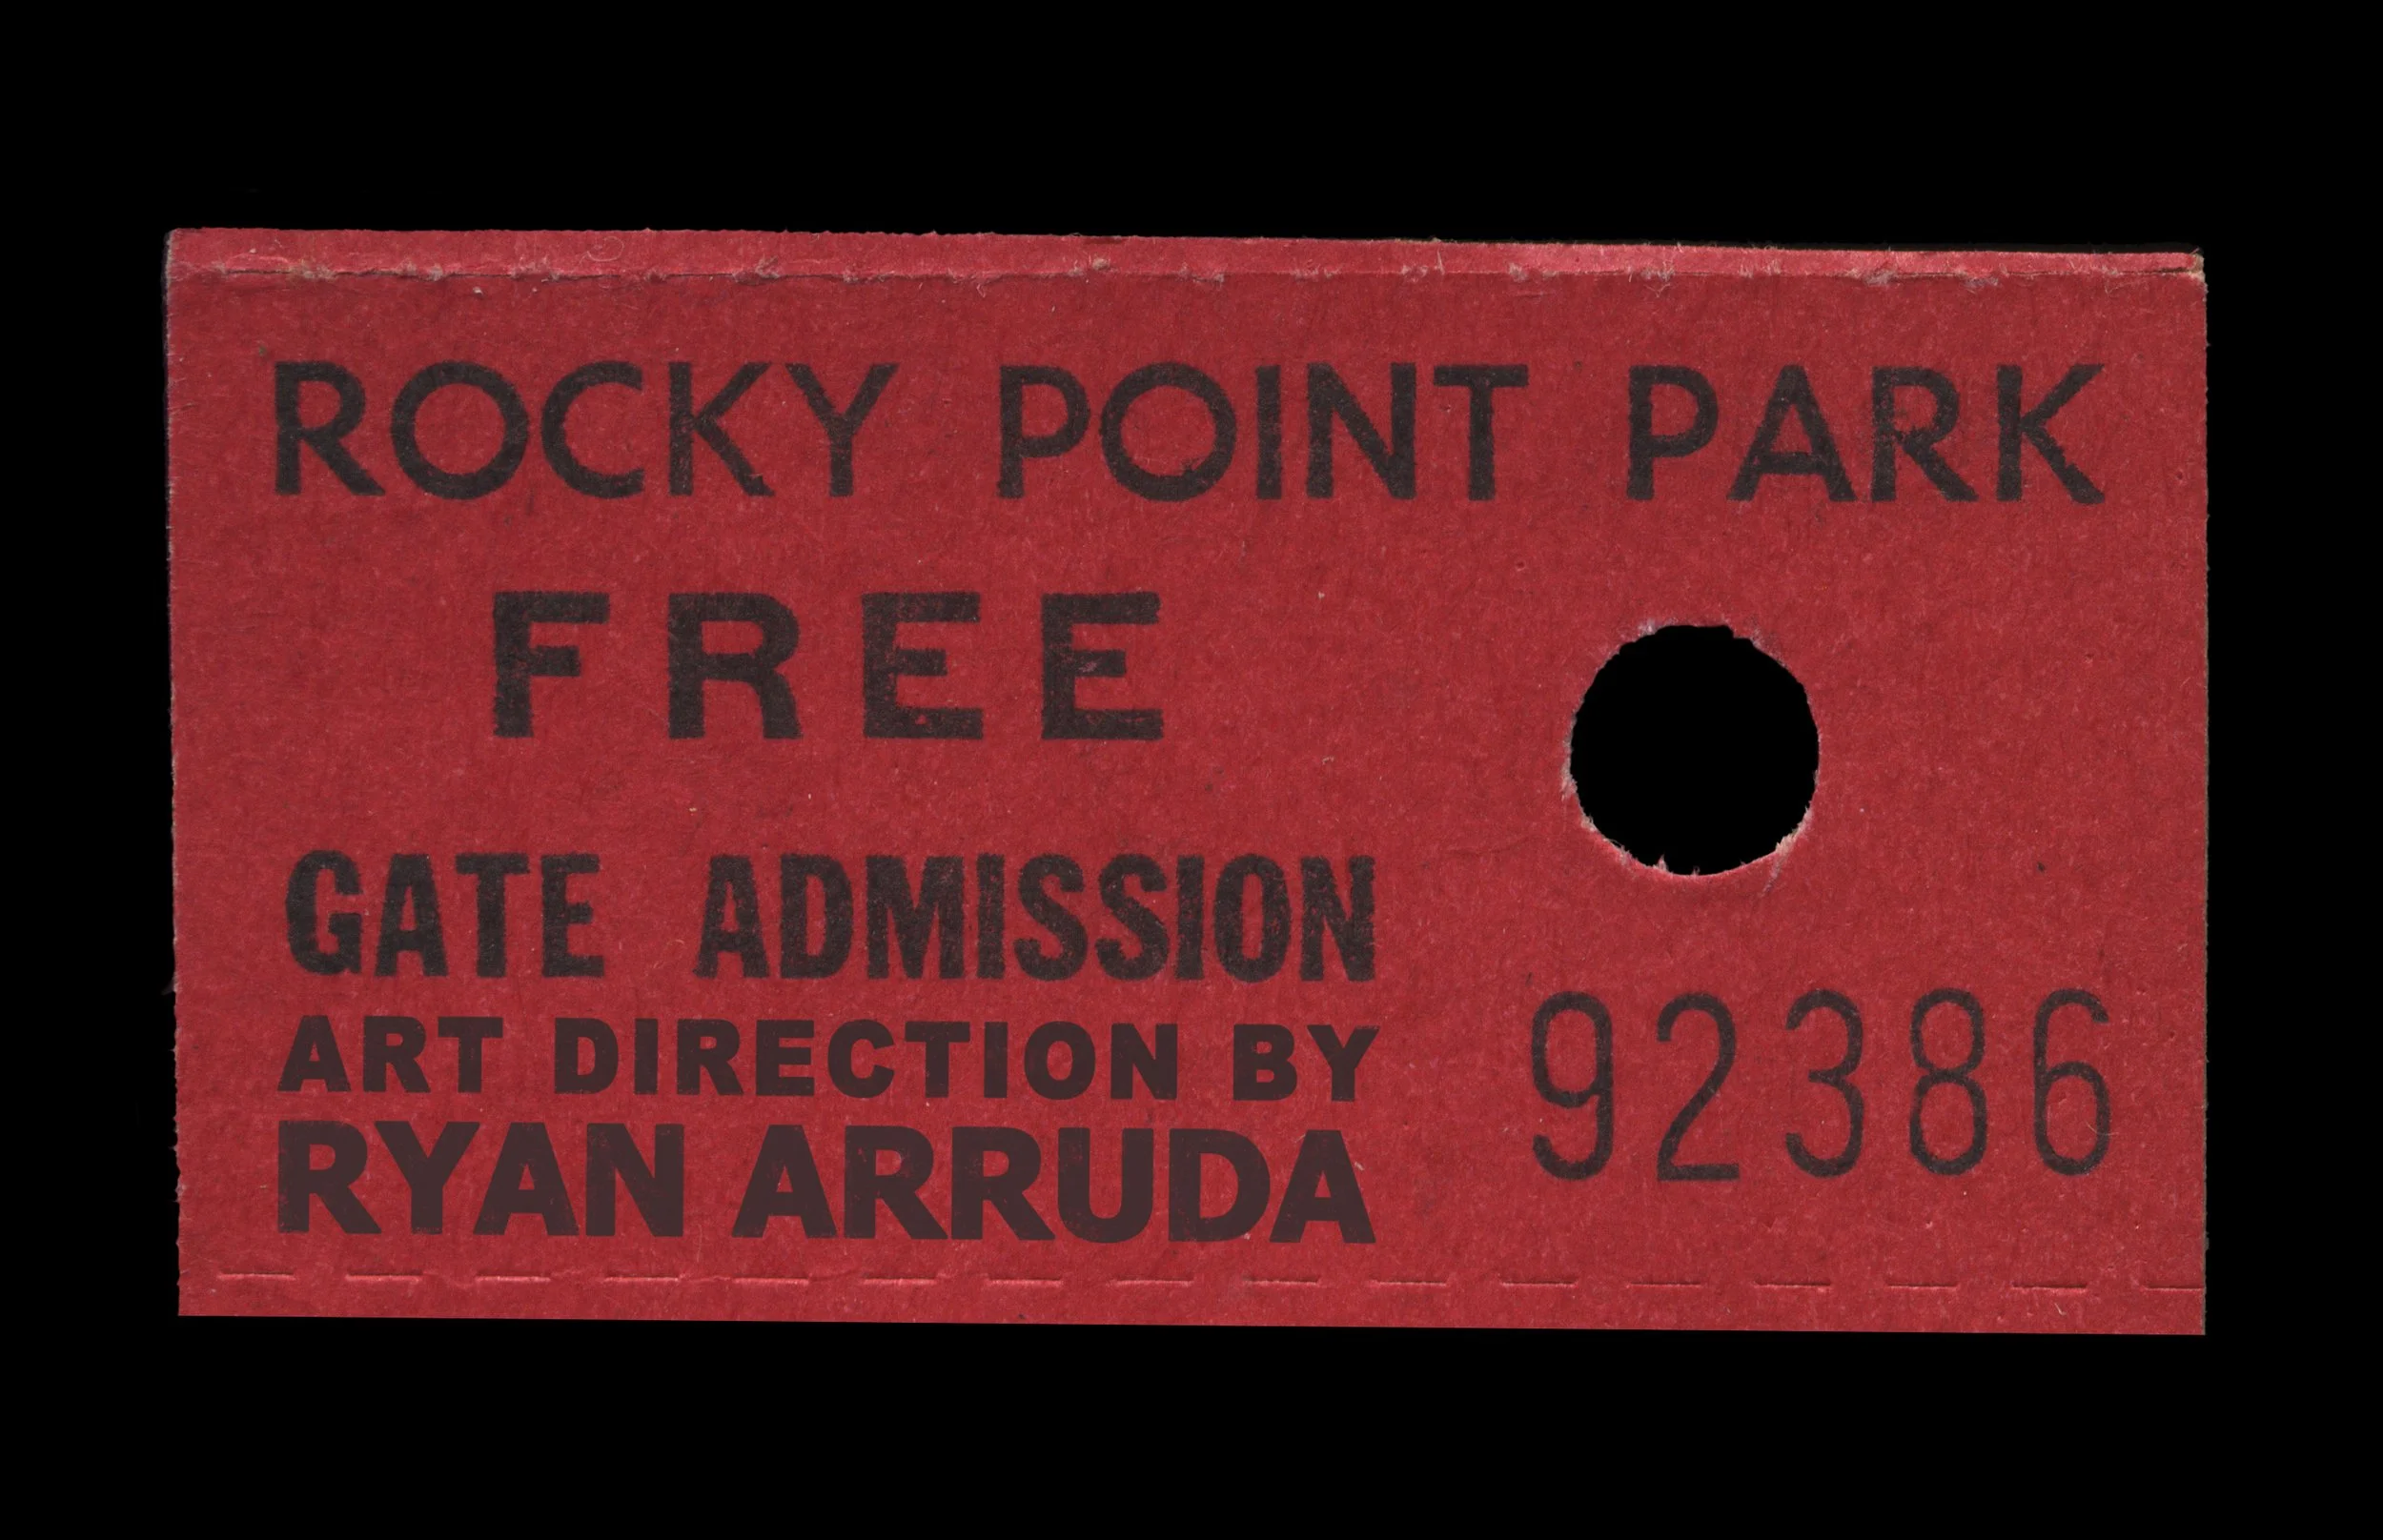 ROCKY POINT PARK
FREE
GATE ADMISSION
ART DIRECTION BY
RYAN ARRUDA
92386